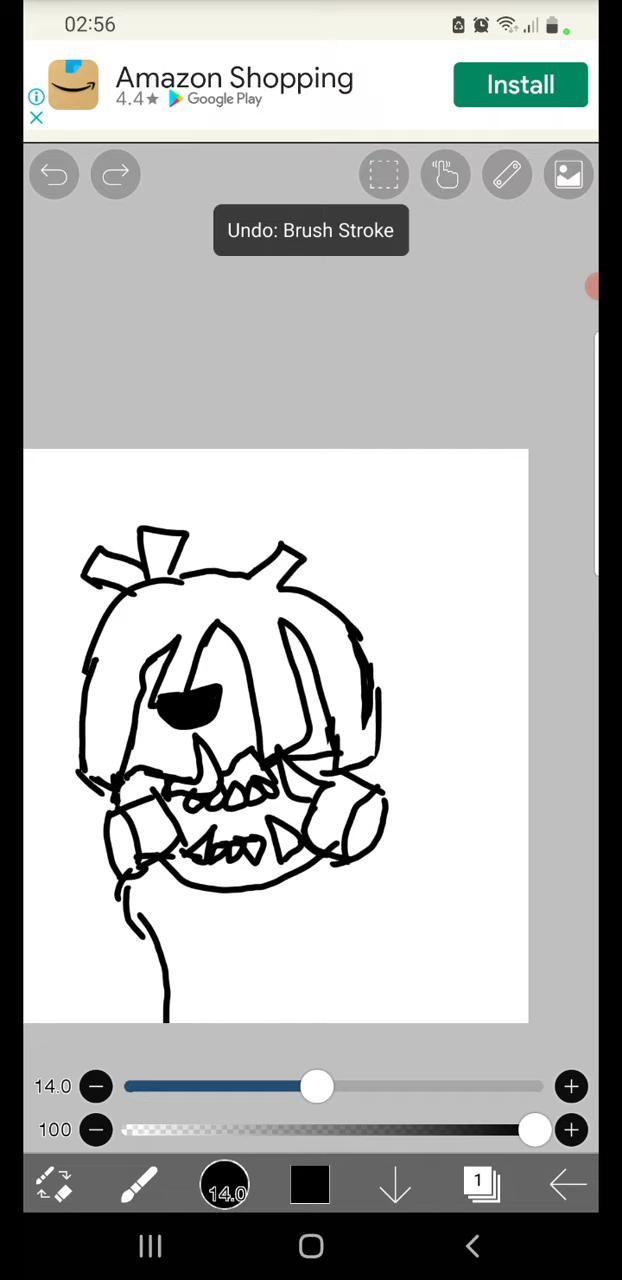 02:56
Amazon Shopping
Install
4.4★ Google Play
Undo: Brush Stroke
14.0
100
14.0
1